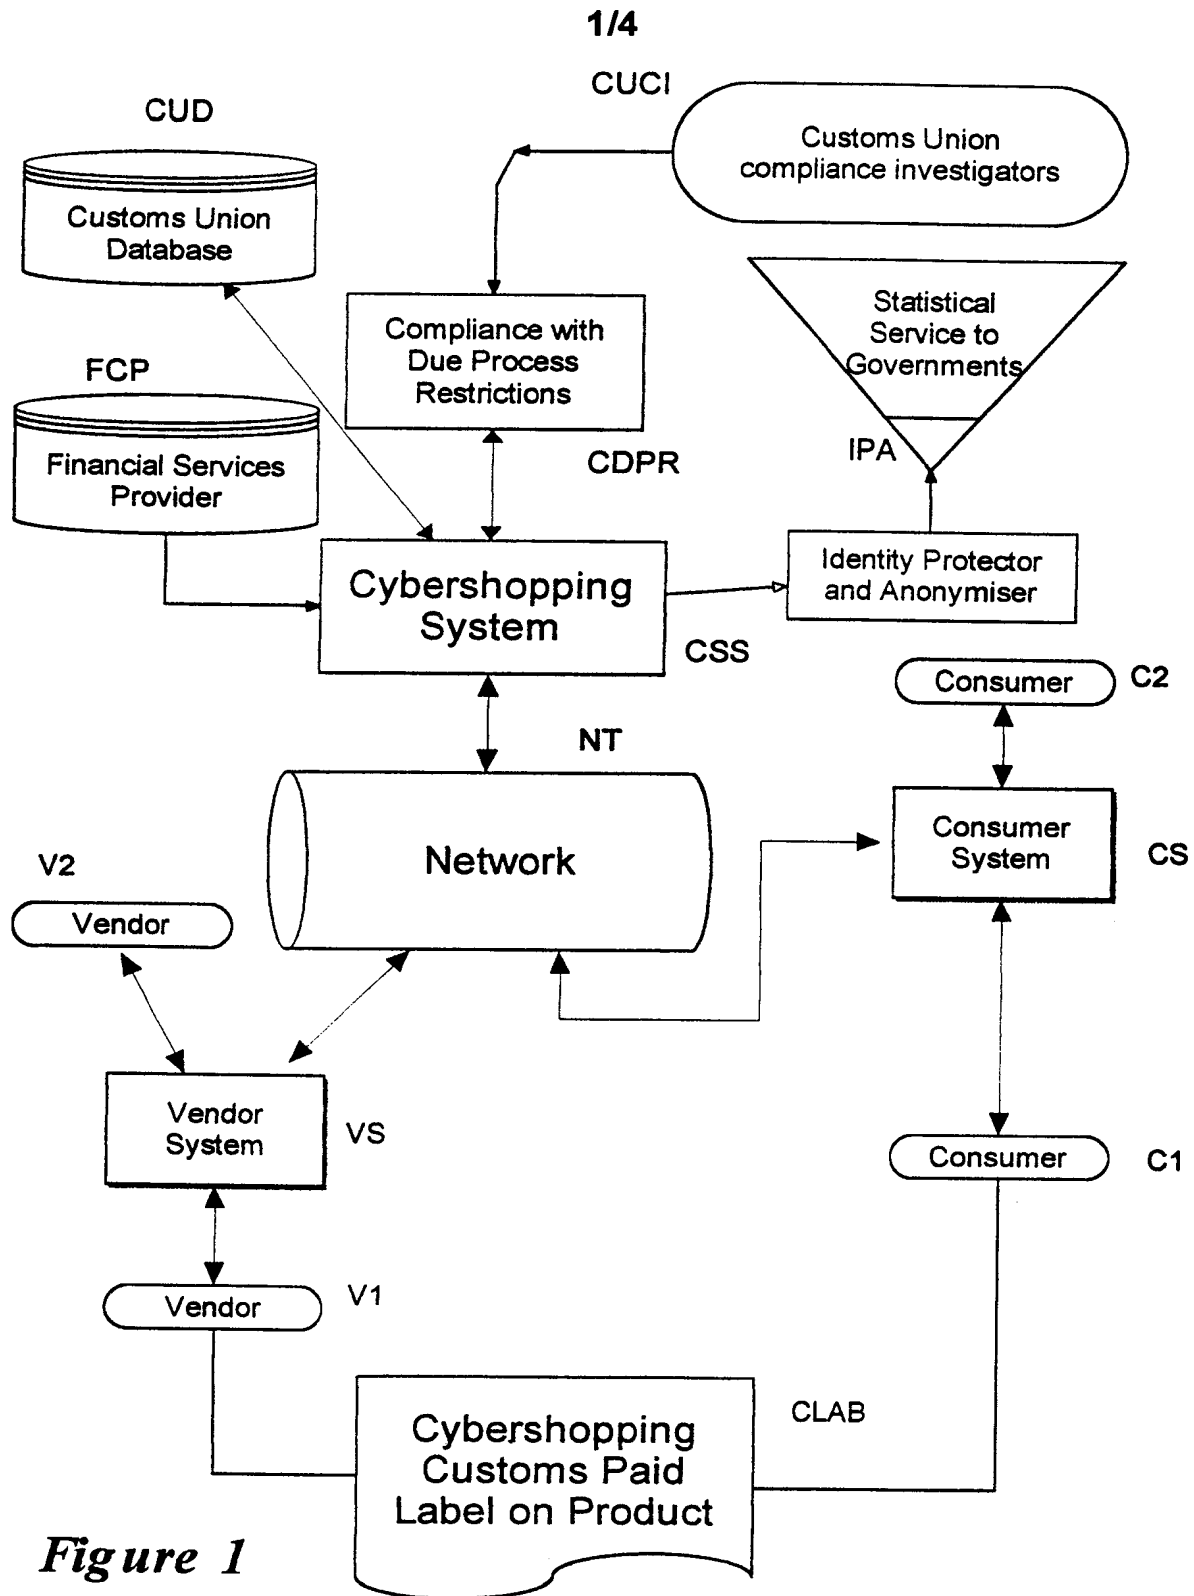 1/4
CUCI
CUD
Customs Union
compliance investigators
Customs Union
Database
Statistical
Service to
Governments
Compliance with
Due Process
Restrictions
FCP
IPA
CDPR
Financial Services
Provider
Identity Protector
and Anonymiser
Cybershopping
System
CSS
Consumer
C2
NT
Consumer
System
CS
Network
V2
Vendor
Vendor
System
VS
Consumer
C1
Vendor
V1
CLAB
Cybershopping
Customs Paid
Label on Product
Figure 1